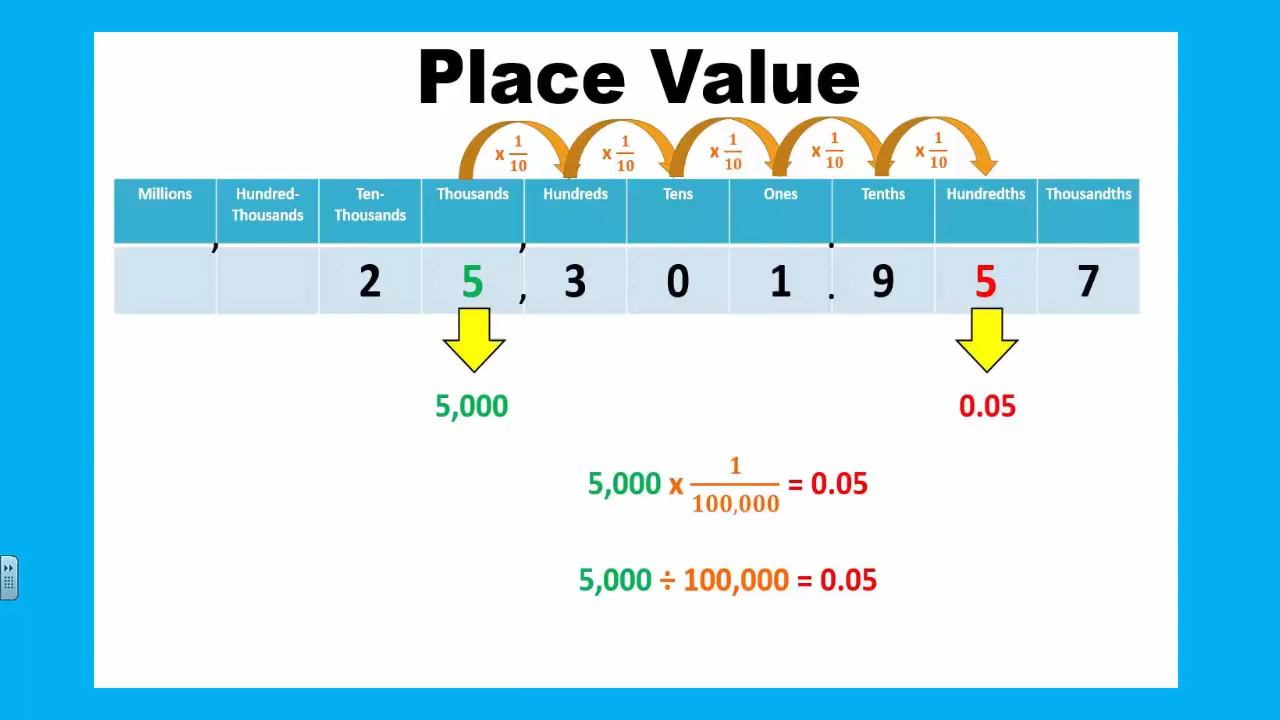 Place Value
x 1/10 x 1/10 x 1/10 x 1/10 x 1/10
Millions Hundred- Ten- Thousands Hundreds Tens Ones Tenths Hundredths Thousandths
Thousands Thousands
, , .
2 5 , 3 0 1 . 9 5 7
5,000 0.05
5,000 x 1/100,000 = 0.05
5,000 ÷ 100,000 = 0.05